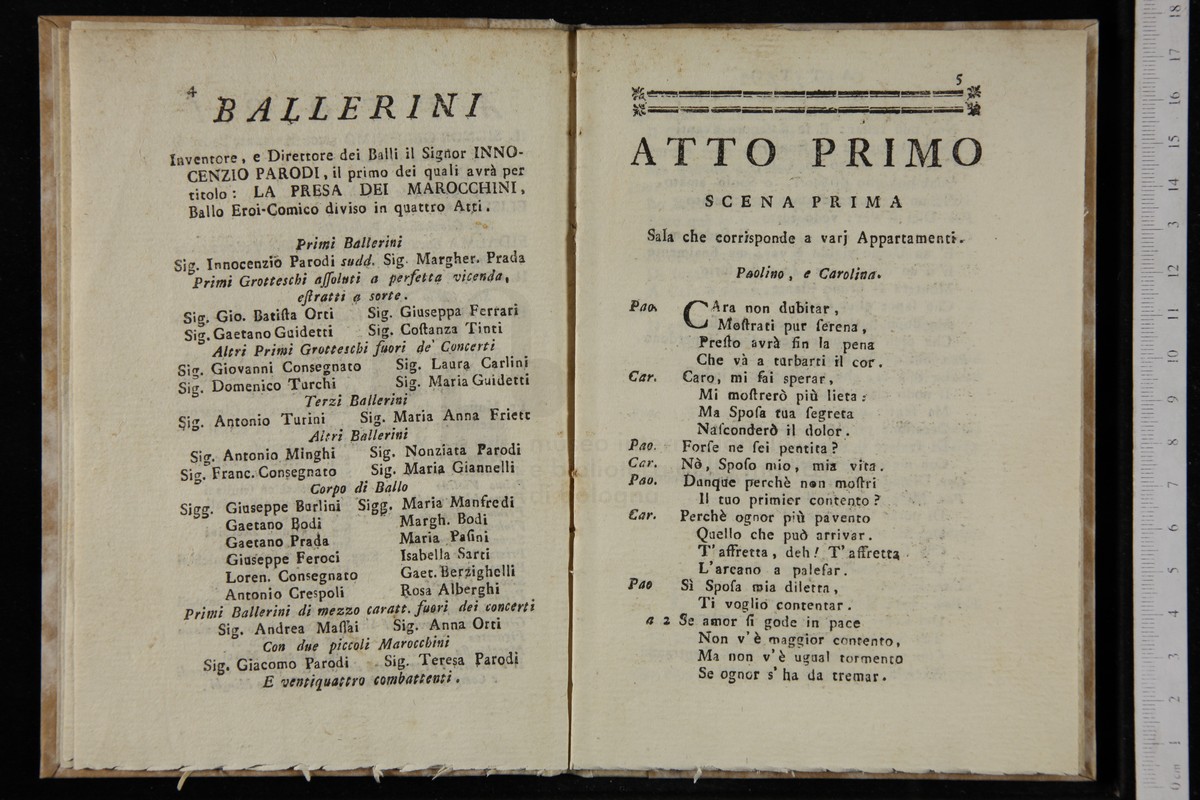 4
BALLERINI
Inventore, e Direttore dei Balli il Signor INNO-
CENZIO PARODI, il primo dei quali avrà per
titolo: LA PRESA DEI MAROCCHINI,
Ballo Eroi-Comico diviso in quattro Atti.
Primi Ballerini
Sig. Innocenzio Parodi sudd. Sig. Margher. Prada
Primi Grotteschi aſſoluti a perfetta vicenda,
eſtratti a sorte.
Sig. Gio. Batiſta Orti Sig. Giuseppa Ferrari
Sig. Gaetano Guidetti Sig. Coſtanza Tinti
Altri Primi Grotteschi fuori de' Concerti
Sig. Giovanni Consegnato Sig. Laura Carlini
Sig. Domenico Turchi Sig. Maria Guidetti
Terzi Ballerini
Sig. Antonio Turini Sig. Maria Anna Friett
Altri Ballerini
Sig. Antonio Minghi Sig. Nonziata Parodi
Sig. Franc. Consegnato Sig. Maria Giannelli
Corpo di Ballo
Sigg. Giuseppe Burlini Sigg. Maria Manfredi
Gaetano Bodi Margh. Bodi
Gaetano Prada Maria Paſini
Giuseppe Feroci Isabella Sarti
Loren. Consegnato Gaet. Berzighelli
Antonio Crespoli Rosa Alberghi
Primi Ballerini di mezzo caratt. fuori dei concerti
Sig. Andrea Maſſai Sig. Anna Orti
Con due piccoli Marocchini
Sig. Giacomo Parodi Sig. Teresa Parodi
E ventiquattro combattenti.
5
ATTO PRIMO
SCENA PRIMA
Sala che corrisponde a varj Appartamenti.
Paolino, e Carolina.
Pao. CAra non dubitar,
Moſtrati pur ſerena,
Preſto avrà fin la pena
Che và a turbarti il cor.
Car. Caro, mi fai sperar,
Mi moſtrerò più lieta:
Ma Spoſa tua ſegreta
Naſconderò il dolor.
Pao. Forſe ne ſei pentita?
Car. Nò, Spoſo mio, mia vita.
Pao. Dunque perchè non moſtri
Il tuo primier contento?
Car. Perchè ognor più pavento
Quello che può arrivar.
T'affretta, deh! T'affretta
L'arcano a paleſar.
Pao Sì Spoſa mia diletta,
Ti voglio contentar.
a 2 Se amor ſi gode in pace
Non v'è maggior contento,
Ma non v'è ugual tormento
Se ognor s'ha da tremar.